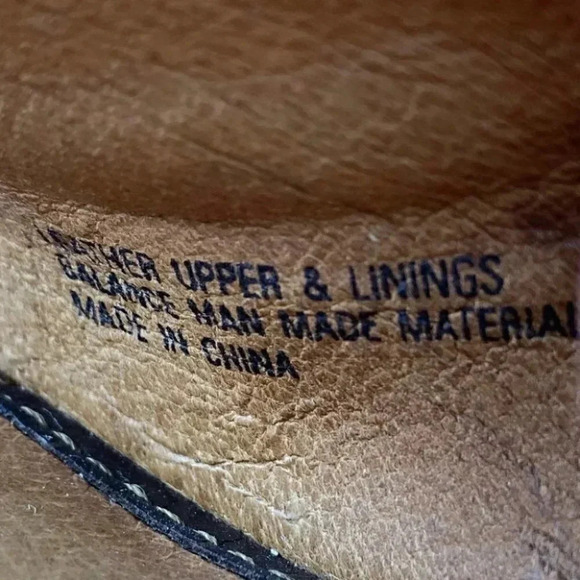 LEATHER UPPER & LININGS
BALANCE MAN MADE MATERIAL
MADE IN CHINA